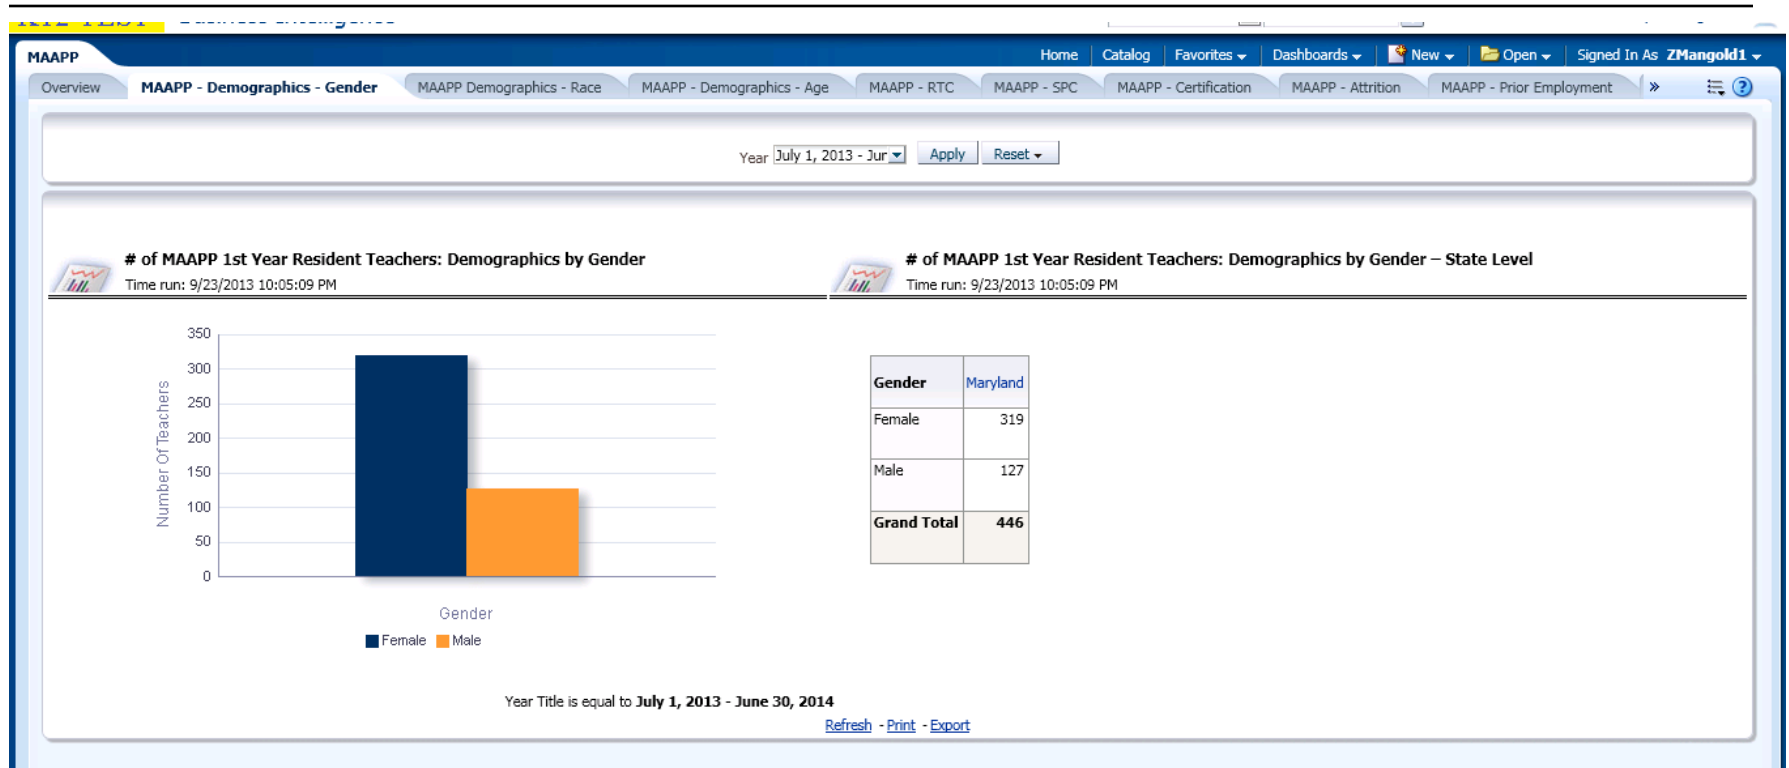 K12 TEST Business Intelligence
MAAPP
Home Catalog Favorites Dashboards New Open Signed In As ZMangold1
Overview MAAPP - Demographics - Gender MAAPP Demographics - Race MAAPP - Demographics - Age MAAPP - RTC MAAPP - SPC MAAPP - Certification MAAPP - Attrition MAAPP - Prior Employment »
Year July 1, 2013 - Jur Apply Reset
# of MAAPP 1st Year Resident Teachers: Demographics by Gender
Time run: 9/23/2013 10:05:09 PM
# of MAAPP 1st Year Resident Teachers: Demographics by Gender – State Level
Time run: 9/23/2013 10:05:09 PM
350
300
250
200
150
100
50
0
Number Of Teachers
Gender
Female Male
Gender Maryland
Female 319
Male 127
Grand Total 446
Year Title is equal to July 1, 2013 - June 30, 2014
Refresh - Print - Export